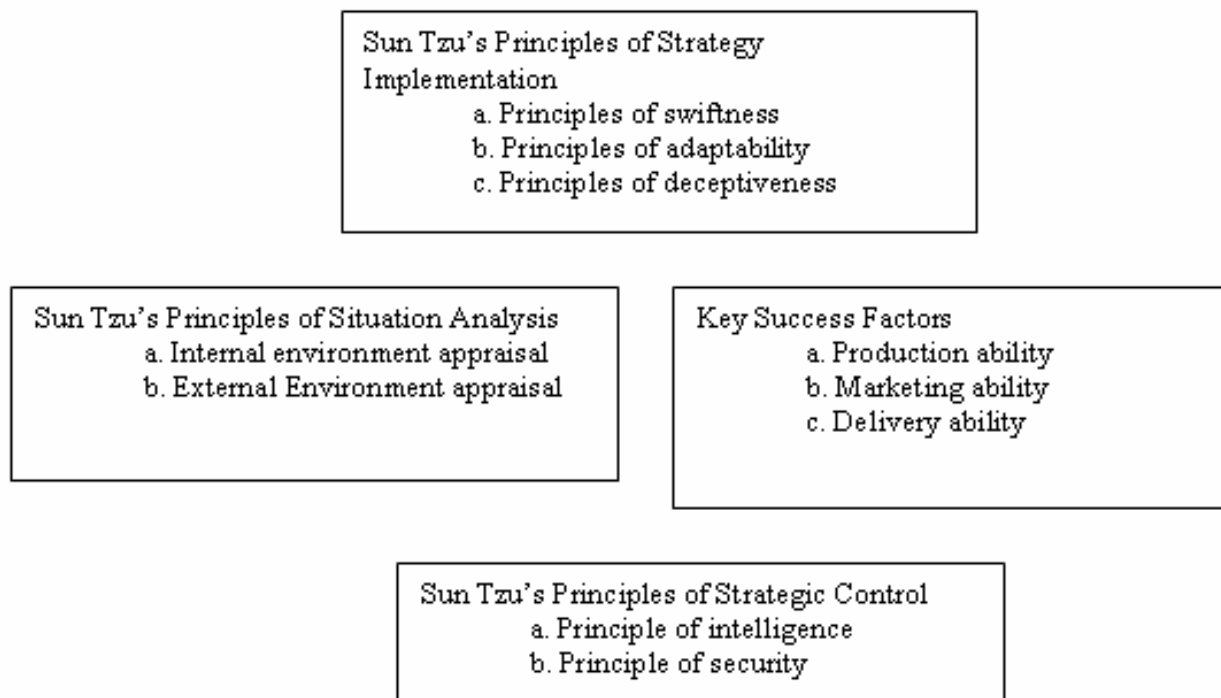 Sun Tzu’s Principles of Strategy
Implementation
a. Principles of swiftness
b. Principles of adaptability
c. Principles of deceptiveness
Sun Tzu’s Principles of Situation Analysis
a. Internal environment appraisal
b. External Environment appraisal
Key Success Factors
a. Production ability
b. Marketing ability
c. Delivery ability
Sun Tzu’s Principles of Strategic Control
a. Principle of intelligence
b. Principle of security